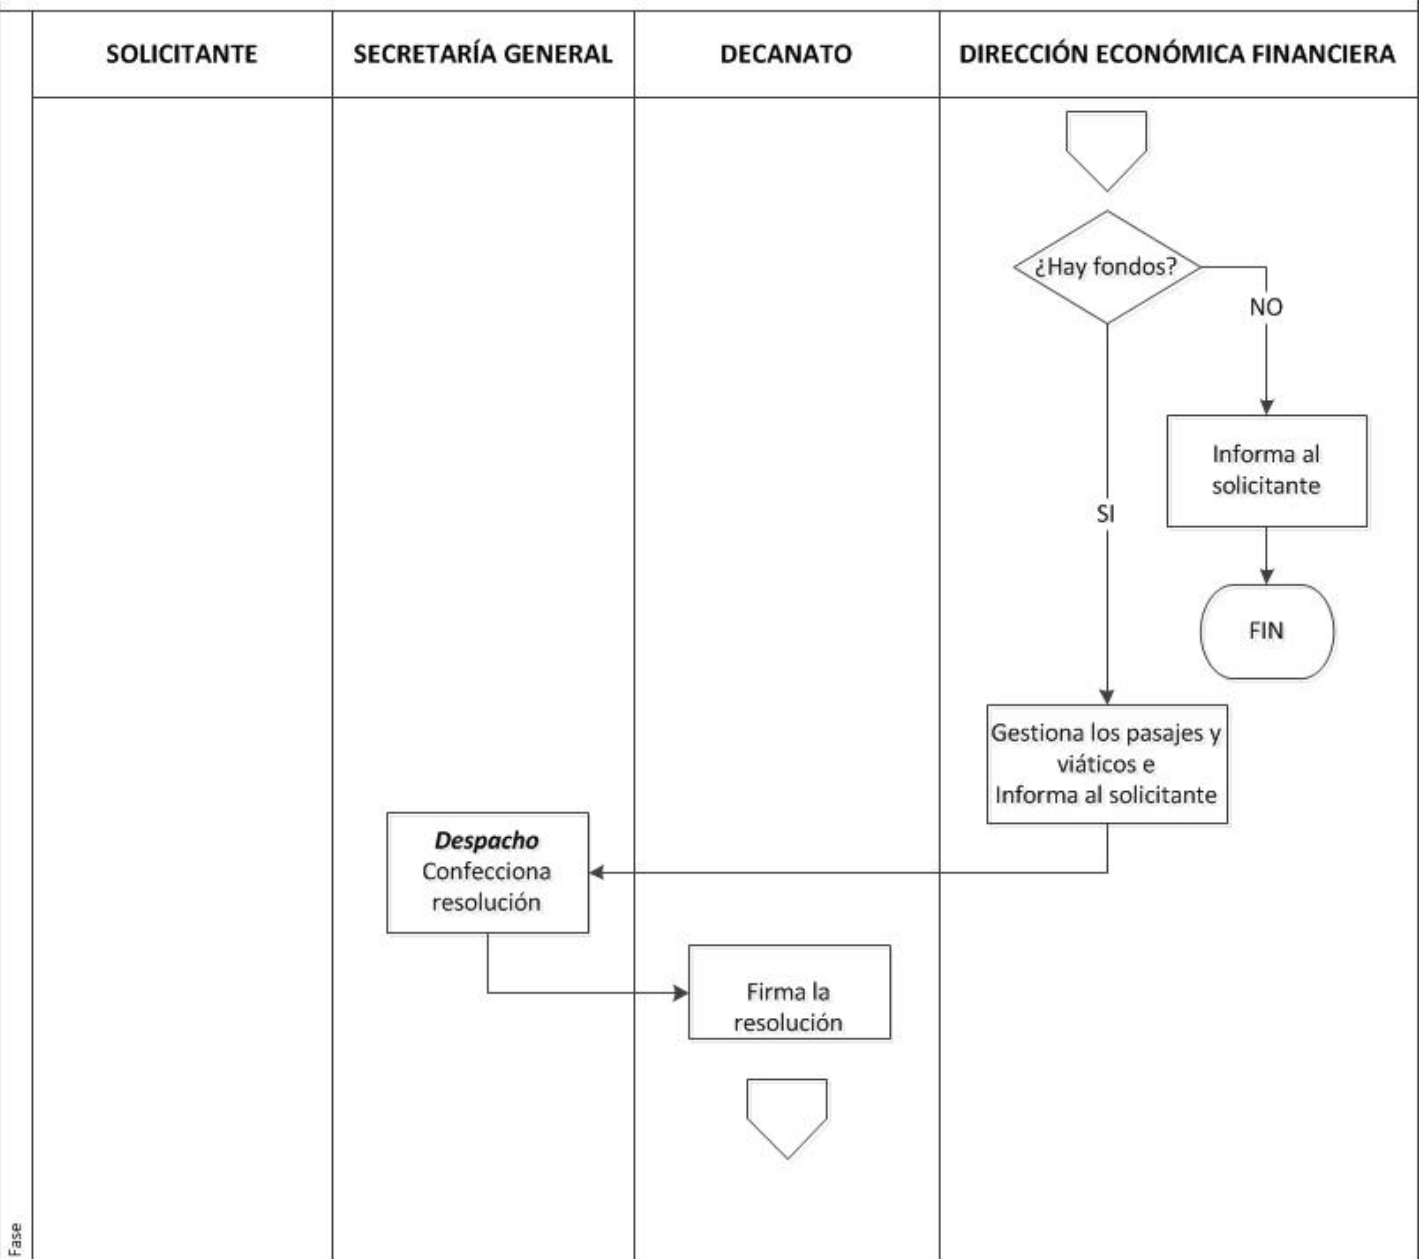 SOLICITANTE
SECRETARÍA GENERAL
DECANATO
DIRECCIÓN ECONÓMICA FINANCIERA
¿Hay fondos?
NO
Informa al
solicitante
SI
FIN
Gestiona los pasajes y
viáticos e
Informa al solicitante
Despacho
Confecciona
resolución
Firma la
resolución
Fase